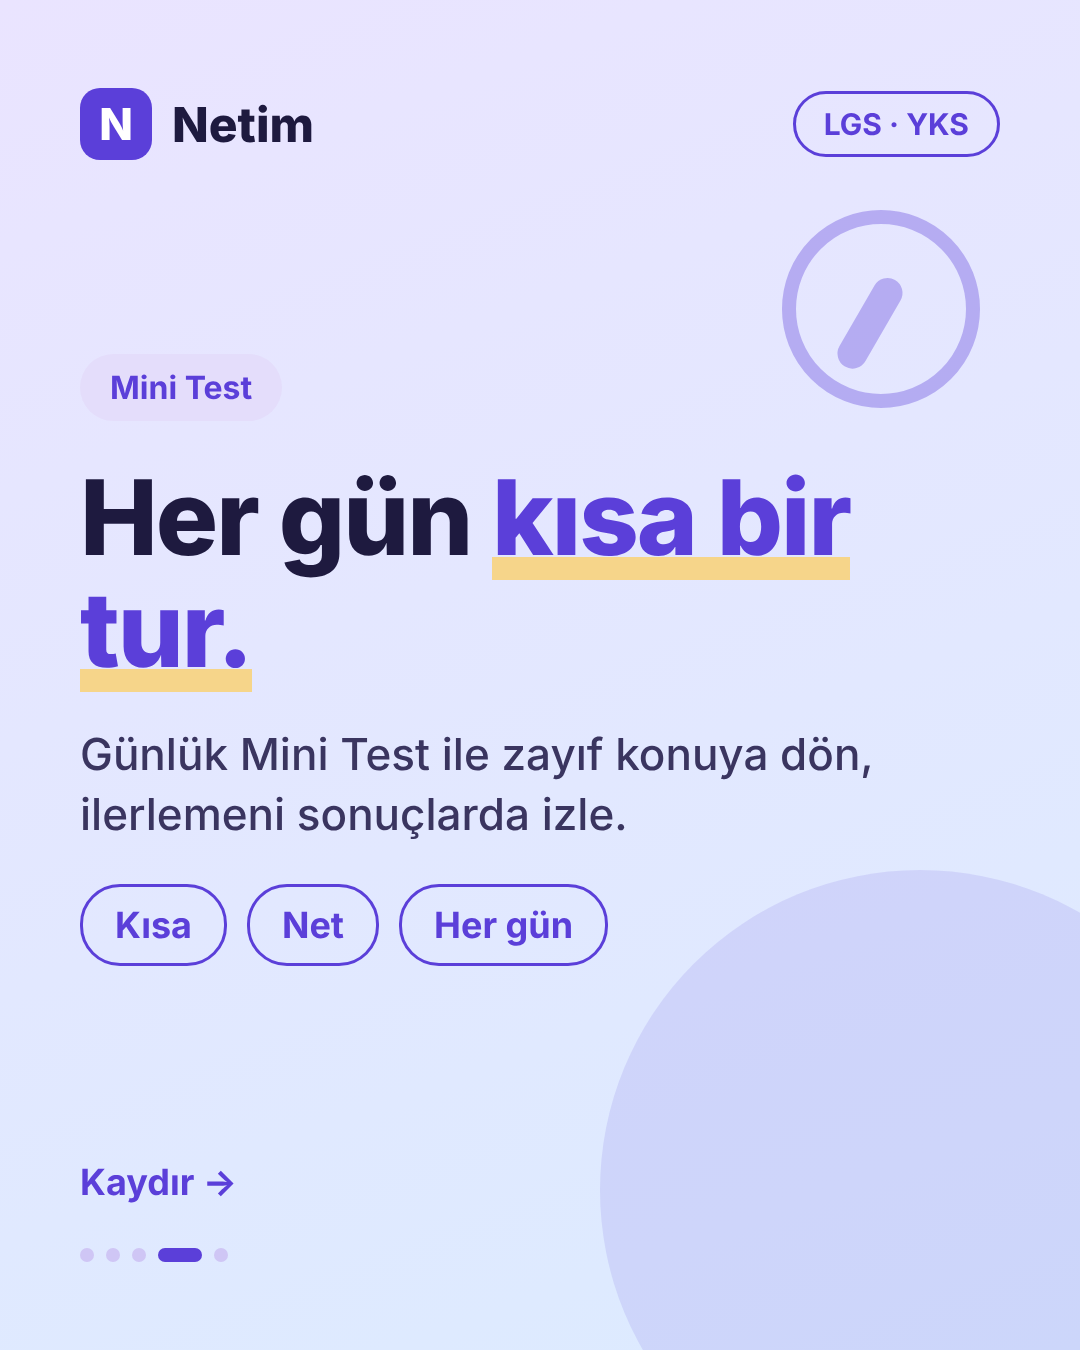 N Netim
LGS · YKS
Mini Test
Her gün kısa bir
tur.
Günlük Mini Test ile zayıf konuya dön,
ilerlemeni sonuçlarda izle.
Kısa Net Her gün
Kaydır →